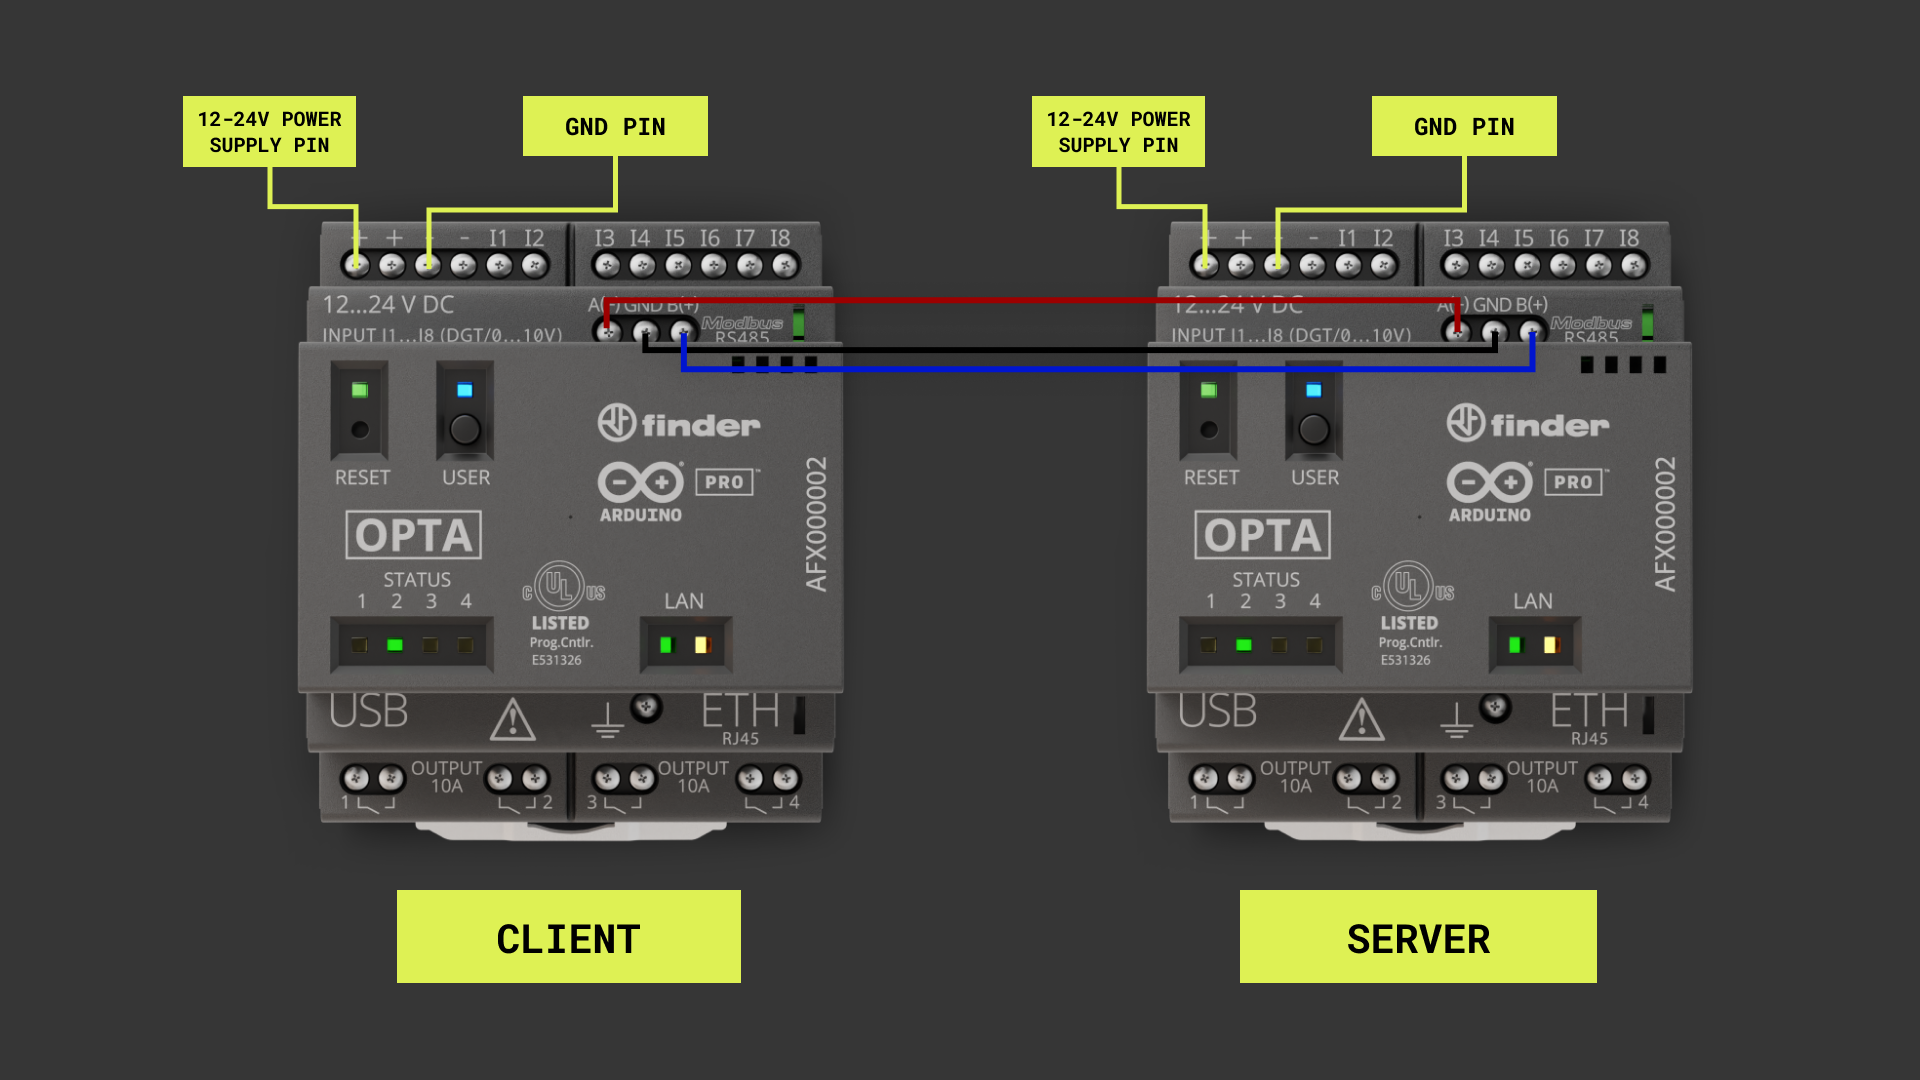 12-24V POWER
SUPPLY PIN
GND PIN
12-24V POWER
SUPPLY PIN
GND PIN
+ + - - I1 I2 I3 I4 I5 I6 I7 I8
12...24 V DC
A(-) GND B(+)
INPUT I1...I8 (DGT/0...10V)
Modbus
RS485
RESET
USER
finder
ARDUINO
PRO
OPTA
AFX000002
STATUS
1 2 3 4
C UL US
LISTED
Prog.Cntlr.
E531326
LAN
USB
ETH
RJ45
OUTPUT
10A
1 2
OUTPUT
10A
3 4
+ + - - I1 I2 I3 I4 I5 I6 I7 I8
12...24 V DC
A(-) GND B(+)
INPUT I1...I8 (DGT/0...10V)
Modbus
RS485
RESET
USER
finder
ARDUINO
PRO
OPTA
AFX000002
STATUS
1 2 3 4
C UL US
LISTED
Prog.Cntlr.
E531326
LAN
USB
ETH
RJ45
OUTPUT
10A
1 2
OUTPUT
10A
3 4
CLIENT
SERVER